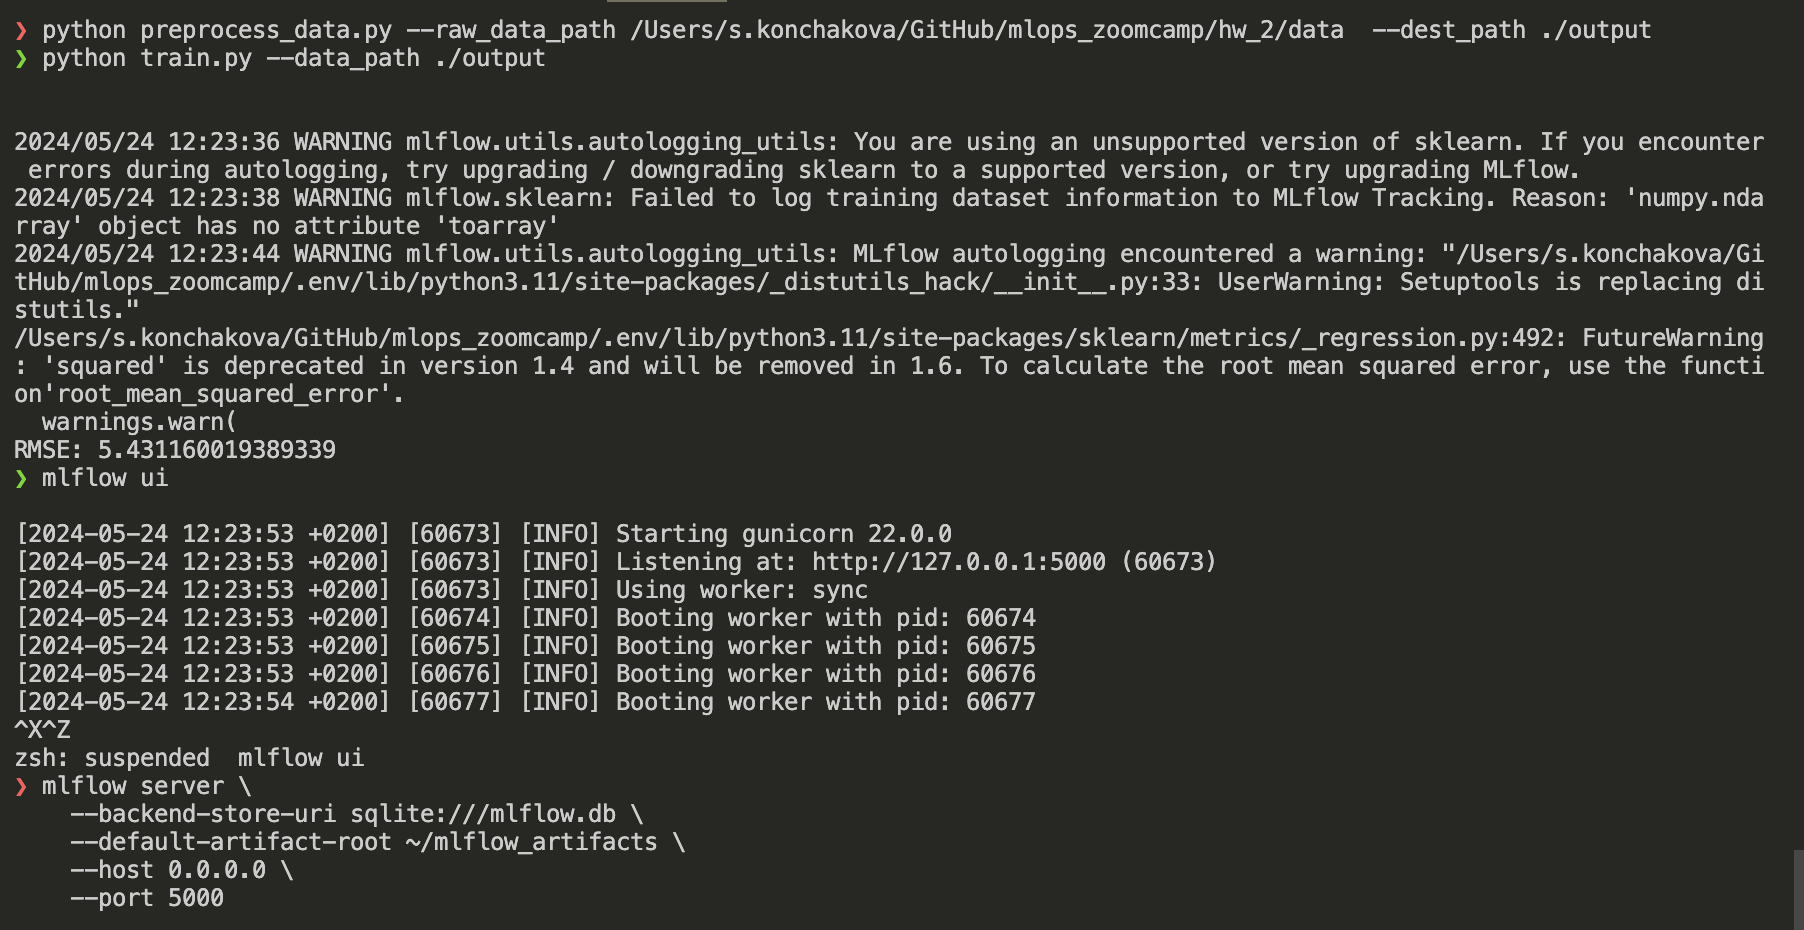 ❯ python preprocess_data.py --raw_data_path /Users/s.konchakova/GitHub/mlops_zoomcamp/hw_2/data  --dest_path ./output
❯ python train.py --data_path ./output
2024/05/24 12:23:36 WARNING mlflow.utils.autologging_utils: You are using an unsupported version of sklearn. If you encounter
 errors during autologging, try upgrading / downgrading sklearn to a supported version, or try upgrading MLflow.
2024/05/24 12:23:38 WARNING mlflow.sklearn: Failed to log training dataset information to MLflow Tracking. Reason: 'numpy.nda
rray' object has no attribute 'toarray'
2024/05/24 12:23:44 WARNING mlflow.utils.autologging_utils: MLflow autologging encountered a warning: "/Users/s.konchakova/Gi
tHub/mlops_zoomcamp/.env/lib/python3.11/site-packages/_distutils_hack/__init__.py:33: UserWarning: Setuptools is replacing di
stutils."
/Users/s.konchakova/GitHub/mlops_zoomcamp/.env/lib/python3.11/site-packages/sklearn/metrics/_regression.py:492: FutureWarning
: 'squared' is deprecated in version 1.4 and will be removed in 1.6. To calculate the root mean squared error, use the functi
on'root_mean_squared_error'.
  warnings.warn(
RMSE: 5.431160019389339
❯ mlflow ui
[2024-05-24 12:23:53 +0200] [60673] [INFO] Starting gunicorn 22.0.0
[2024-05-24 12:23:53 +0200] [60673] [INFO] Listening at: http://127.0.0.1:5000 (60673)
[2024-05-24 12:23:53 +0200] [60673] [INFO] Using worker: sync
[2024-05-24 12:23:53 +0200] [60674] [INFO] Booting worker with pid: 60674
[2024-05-24 12:23:53 +0200] [60675] [INFO] Booting worker with pid: 60675
[2024-05-24 12:23:53 +0200] [60676] [INFO] Booting worker with pid: 60676
[2024-05-24 12:23:54 +0200] [60677] [INFO] Booting worker with pid: 60677
^X^Z
zsh: suspended  mlflow ui
❯ mlflow server \
    --backend-store-uri sqlite:///mlflow.db \
    --default-artifact-root ~/mlflow_artifacts \
    --host 0.0.0.0 \
    --port 5000